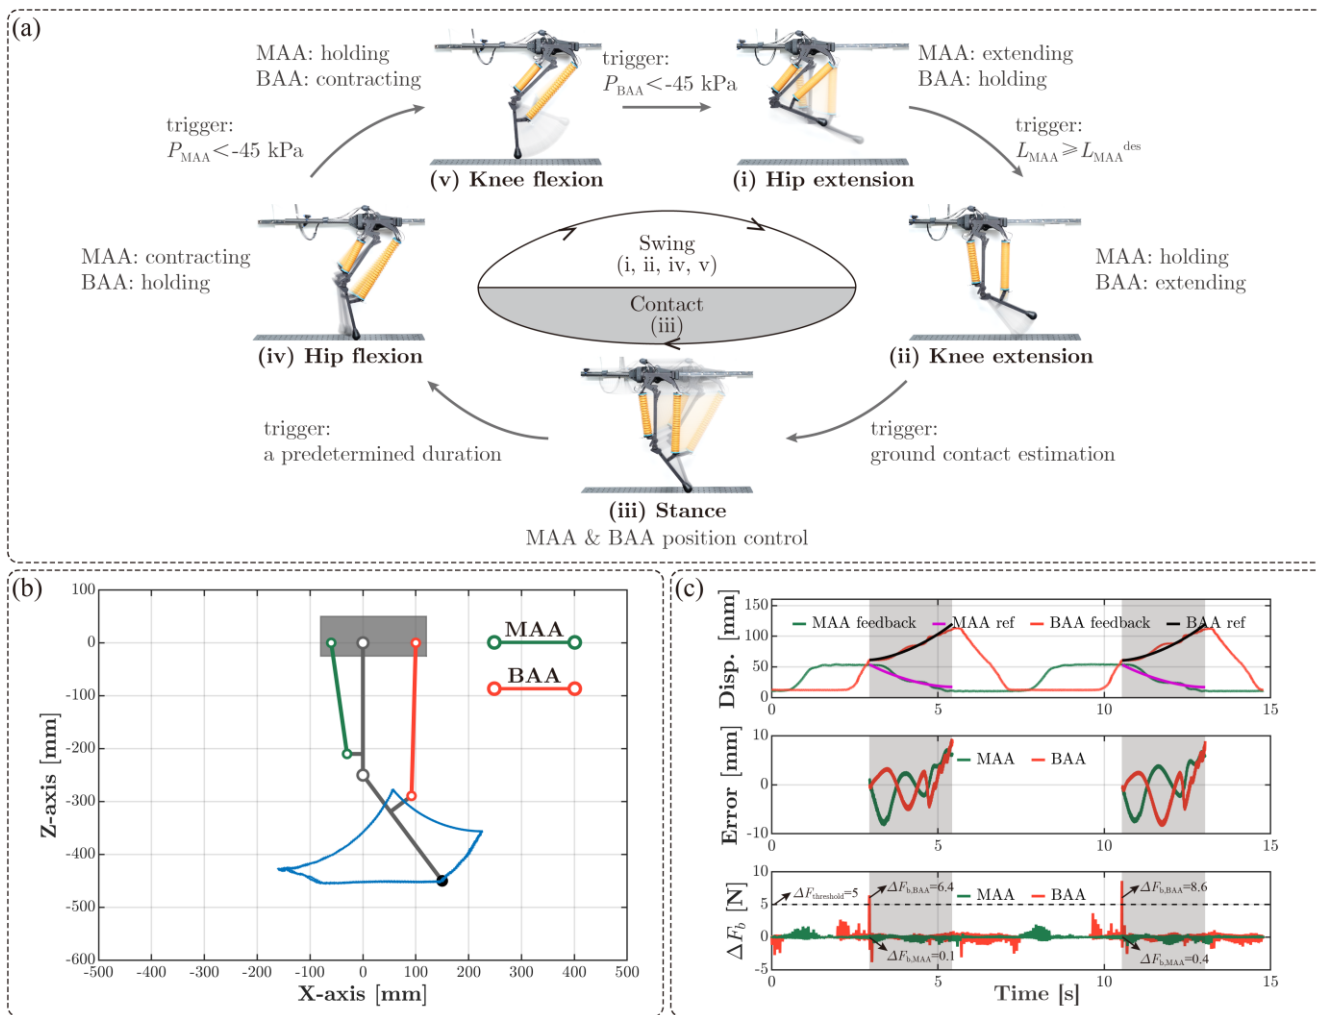 (a)
MAA: holding
BAA: contracting
trigger:
P_BAA<-45 kPa
MAA: extending
BAA: holding
trigger:
P_MAA<-45 kPa
trigger:
L_MAA⩾L_MAA^des
(v) Knee flexion
(i) Hip extension
MAA: contracting
BAA: holding
Swing
(i, ii, iv, v)
Contact
(iii)
MAA: holding
BAA: extending
(iv) Hip flexion
(ii) Knee extension
trigger:
a predetermined duration
trigger:
ground contact estimation
(iii) Stance
MAA & BAA position control
(b)
100
0
-100
-200
-300
-400
-500
-600
Z-axis [mm]
MAA
BAA
-500 -400 -300 -200 -100 0 100 200 300 400 500
X-axis [mm]
(c)
Disp. [mm]
150
100
50
0
MAA feedback MAA ref BAA feedback BAA ref
0 5 10 15
Error [mm]
10
0
-10
MAA BAA
0 5 10 15
ΔF_b [N]
10
5
0
-5
ΔF_threshold=5
ΔF_b,BAA=6.4
MAA BAA
ΔF_b,BAA=8.6
ΔF_b,MAA=0.1
ΔF_b,MAA=0.4
0 5 10 15
Time [s]